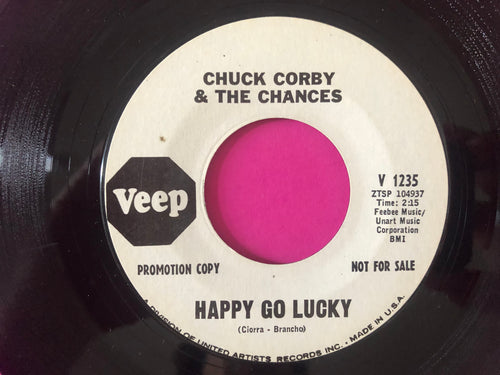 CHUCK CORBY
& THE CHANCES
Veep
V 1235
ZTSP 104937
Time: 2:15
Feebee Music/
Unart Music
Corporation
BMI
PROMOTION COPY
NOT FOR SALE
HAPPY GO LUCKY
(Ciorra - Brancho)
A DIVISION OF UNITED ARTISTS RECORDS INC. • MADE IN U.S.A.